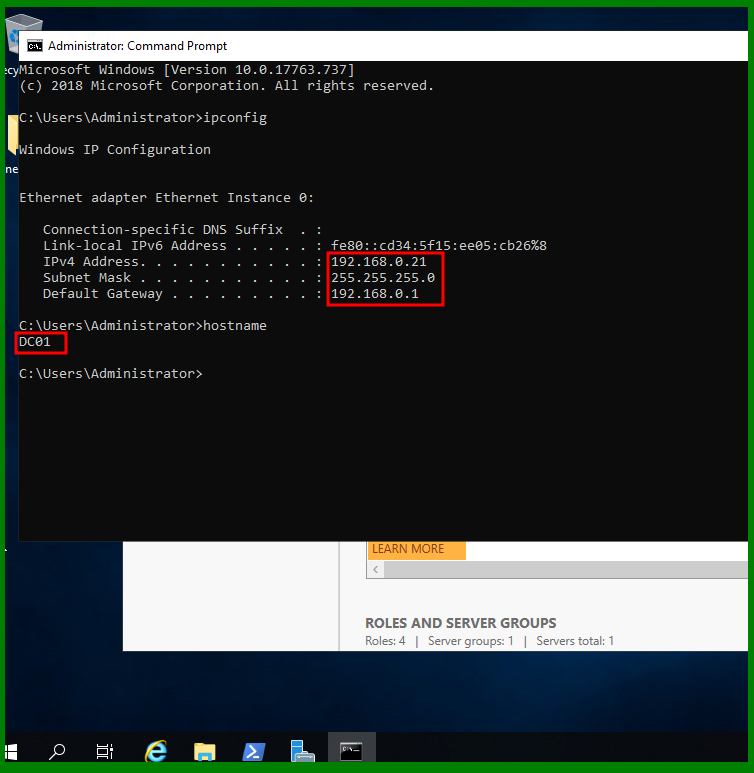 Administrator: Command Prompt
Microsoft Windows [Version 10.0.17763.737]
(c) 2018 Microsoft Corporation. All rights reserved.
C:\Users\Administrator>ipconfig
Windows IP Configuration
Ethernet adapter Ethernet Instance 0:
Connection-specific DNS Suffix  . :
Link-local IPv6 Address . . . . . : fe80::cd34:5f15:ee05:cb26%8
IPv4 Address. . . . . . . . . . . : 192.168.0.21
Subnet Mask . . . . . . . . . . . : 255.255.255.0
Default Gateway . . . . . . . . . : 192.168.0.1
C:\Users\Administrator>hostname
DC01
C:\Users\Administrator>
LEARN MORE
ROLES AND SERVER GROUPS
Roles: 4 | Server groups: 1 | Servers total: 1